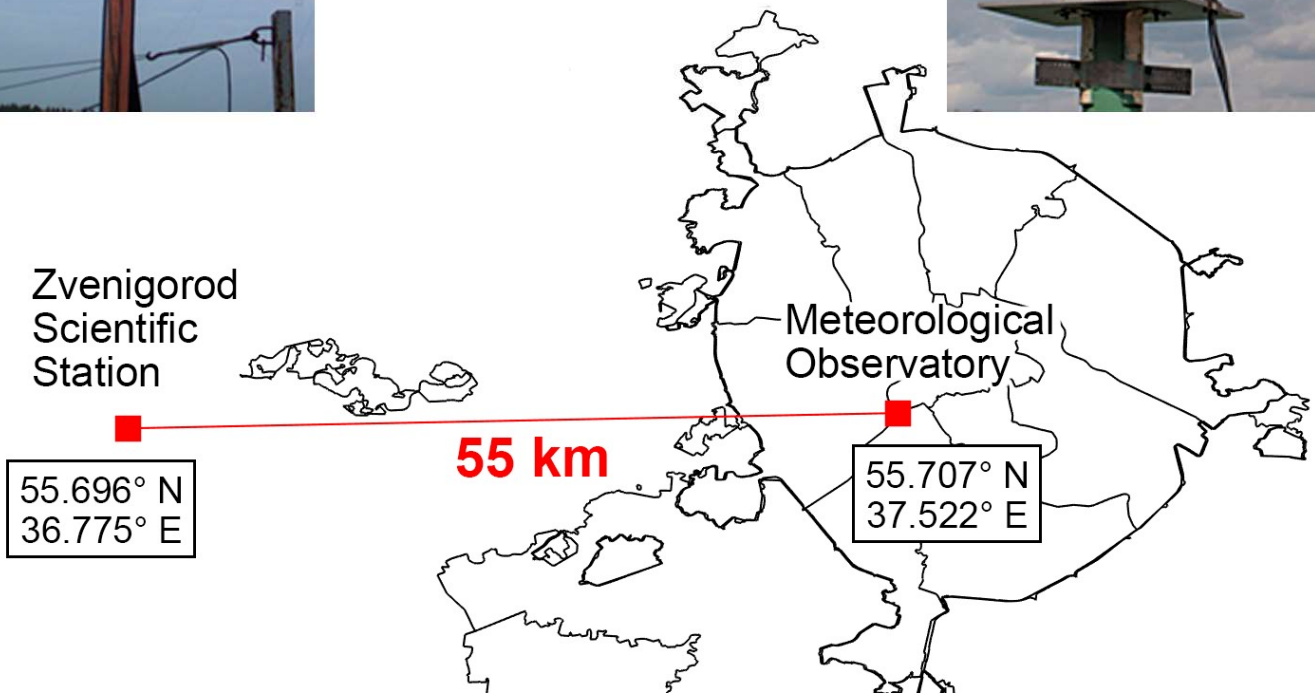 Zvenigorod
Scientific
Station
Meteorological
Observatory
55 km
55.696° N
36.775° E
55.707° N
37.522° E